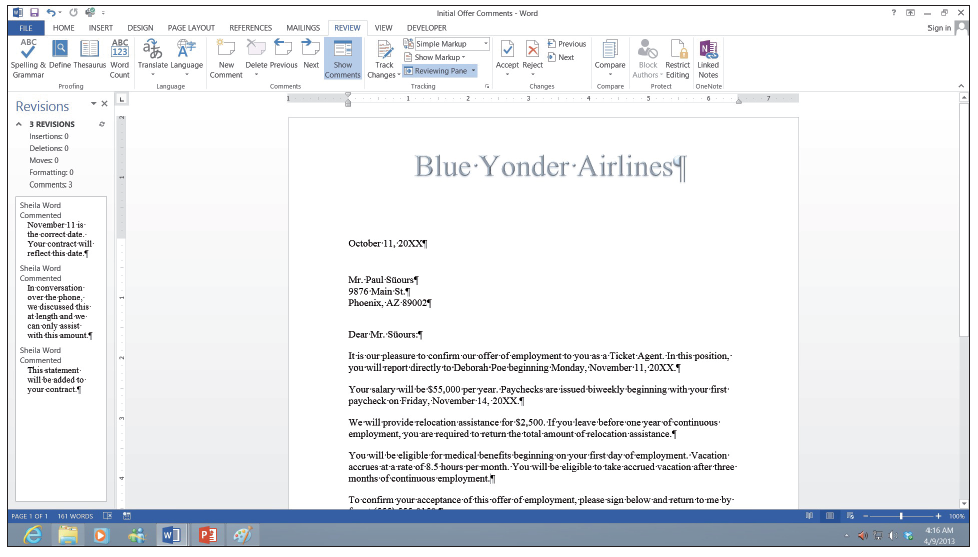 Initial Offer Comments - Word
Sign in
FILE HOME INSERT DESIGN PAGE LAYOUT REFERENCES MAILINGS REVIEW VIEW DEVELOPER
Spelling & Grammar
Define
Thesaurus
Word Count
Proofing
Translate
Language
Language
New Comment
Delete
Previous
Next
Show Comments
Comments
Track Changes
Simple Markup
Show Markup
Reviewing Pane
Tracking
Accept
Reject
Previous
Next
Changes
Compare
Compare
Block Authors
Restrict Editing
Protect
Linked Notes
OneNote
Revisions
3 REVISIONS
Insertions: 0
Deletions: 0
Moves: 0
Formatting: 0
Comments: 3
Sheila Word
Commented
November·11·is·
the·correct·date.·
Your·contract·will·
reflect·this·date.¶
Sheila Word
Commented
In·conversation·
over·the·phone,·
we·discussed·this·
at·length·and·we·
can·only·assist·
with·this·amount.¶
Sheila Word
Commented
This·statement·
will·be·added·to·
your·contract.¶
Blue·Yonder·Airlines¶
October·11,·20XX¶
Mr.·Paul·Süours¶
9876·Main·St.¶
Phoenix,·AZ·89002¶
Dear·Mr.·Süours:¶
It·is·our·pleasure·to·confirm·our·offer·of·employment·to·you·as·a·Ticket·Agent.·In·this·position,·
you·will·report·directly·to·Deborah·Poe·beginning·Monday,·November·11,·20XX.¶
Your·salary·will·be·$55,000·per·year.·Paychecks·are·issued·biweekly·beginning·with·your·first·
paycheck·on·Friday,·November·14,·20XX.¶
We·will·provide·relocation·assistance·for·$2,500.·If·you·leave·before·one·year·of·continuous·
employment,·you·are·required·to·return·the·total·amount·of·relocation·assistance.¶
You·will·be·eligible·for·medical·benefits·beginning·on·your·first·day·of·employment.·Vacation·
accrues·at·a·rate·of·8.5·hours·per·month.·You·will·be·eligible·to·take·accrued·vacation·after·three·
months·of·continuous·employment.¶
To·confirm·your·acceptance·of·this·offer·of·employment,·please·sign·below·and·return·to·me·by·
PAGE 1 OF 1 161 WORDS
100%
4:16 AM
4/9/2013